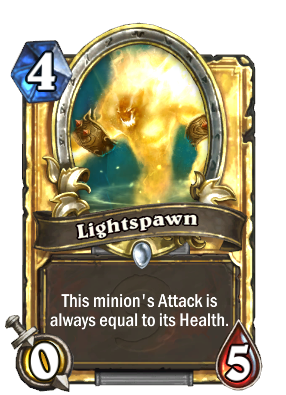 4
Lightspawn
This minion's Attack is
always equal to its Health.
0
5